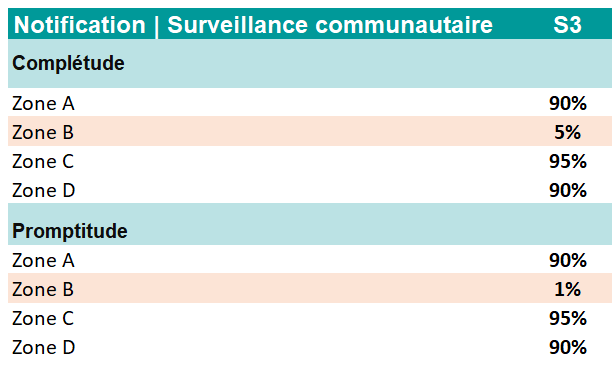 Notification | Surveillance communautaire S3
Complétude
Zone A 90%
Zone B 5%
Zone C 95%
Zone D 90%
Promptitude
Zone A 90%
Zone B 1%
Zone C 95%
Zone D 90%